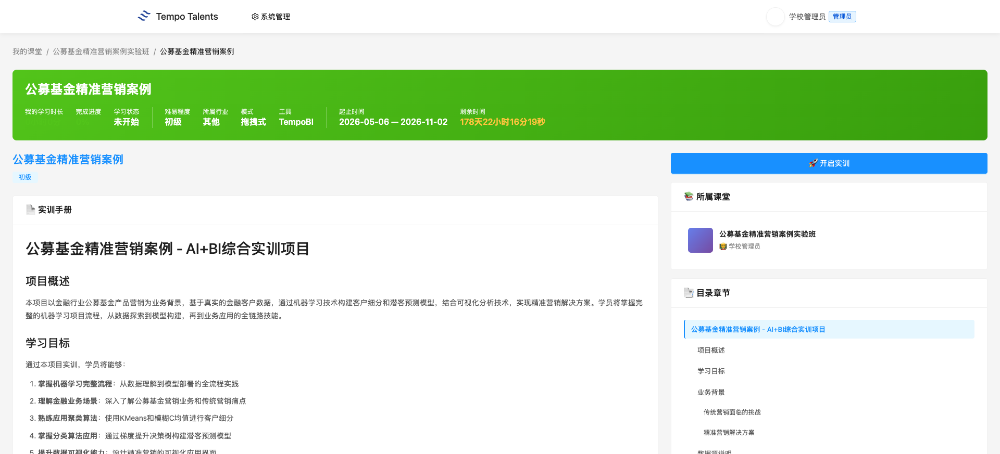 Tempo Talents
系统管理
学校管理员 管理员
我的课堂 / 公募基金精准营销案例实验班 / 公募基金精准营销案例
公募基金精准营销案例
我的学习时长 完成进度 学习状态 难易程度 所属行业 模式 工具 起止时间 剩余时间
0% 未开始 初级 其他 拖拽式 TempoBI 2026-05-06 — 2026-11-02 178天22小时16分19秒
公募基金精准营销案例
初级
开启实训
实训手册
公募基金精准营销案例 - AI+BI综合实训项目
项目概述
本项目以金融行业公募基金产品营销为业务背景，基于真实的金融客户数据，通过机器学习技术构建客户细分和潜客预测模型，结合可视化分析技术，实现精准营销解决方案。学员将掌握完
整的机器学习项目流程，从数据探索到模型构建，再到业务应用的全链路技能。
学习目标
通过本项目实训，学员将能够：
1. 掌握机器学习完整流程：从数据理解到模型部署的全流程实践
2. 理解金融业务场景：深入了解公募基金营销业务和传统营销痛点
3. 熟练应用聚类算法：使用KMeans和模糊C均值进行客户细分
4. 掌握分类算法应用：通过梯度提升决策树构建潜客预测模型
5. 提升数据可视化能力：设计精准营销的可视化应用界面
所属课堂
公募基金精准营销案例实验班
学校管理员
目录章节
公募基金精准营销案例 - AI+BI综合实训项目
项目概述
学习目标
业务背景
传统营销面临的挑战
精准营销解决方案
数据源说明